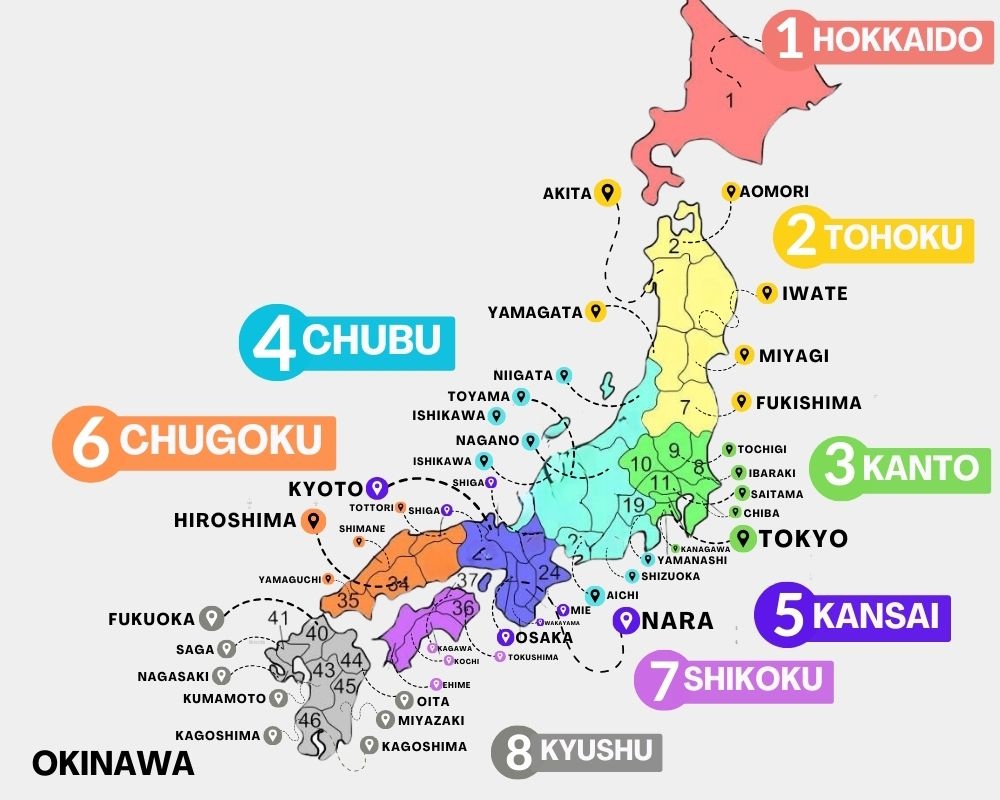 1 HOKKAIDO
1
AKITA
AOMORI
2 TOHOKU
2
IWATE
YAMAGATA
4 CHUBU
MIYAGI
NIIGATA
TOYAMA
ISHIKAWA
7
FUKISHIMA
6 CHUGOKU
NAGANO
ISHIKAWA
9
TOCHIGI
10
8
IBARAKI
3 KANTO
11
SAITAMA
SHIGA
KYOTO
TOTTORI
SHIGA
19
CHIBA
HIROSHIMA
SHIMANE
TOKYO
KANAGAWA
MIE
YAMANASHI
24
SHIZUOKA
YAMAGUCHI
34
37
35
36
AICHI
MIE
5 KANSAI
WAKAYAMA
NARA
FUKUOKA
41
40
OSAKA
SAGA
KAGAWA
KOCHI
TOKUSHIMA
44
43
NAGASAKI
45
EHIME
7 SHIKOKU
KUMAMOTO
OITA
46
MIYAZAKI
KAGOSHIMA
KAGOSHIMA
8 KYUSHU
OKINAWA